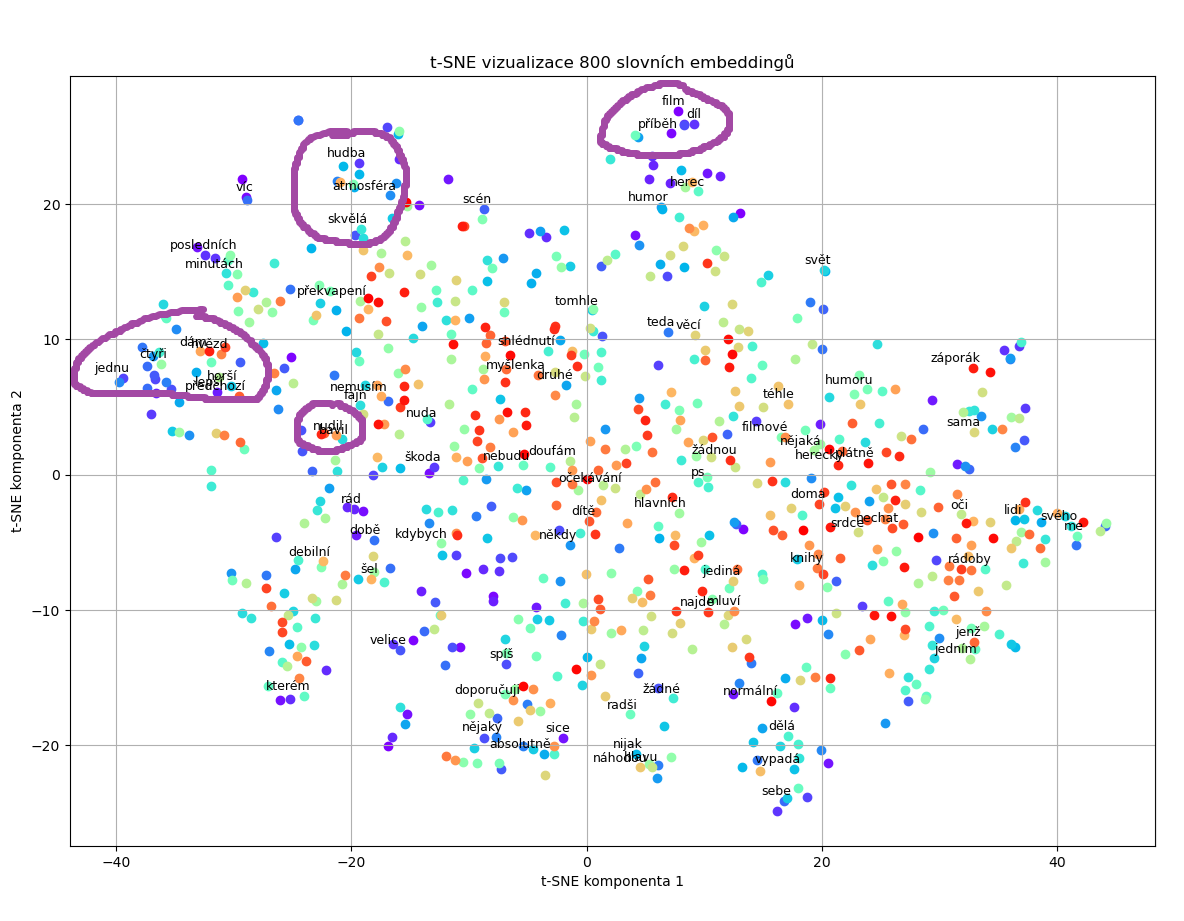 t-SNE vizualizace 800 slovních embeddingů
film
díl
příběh
hudba
atmosféra
víc
herec
humor
scén
skvělá
posledních
minutách
svět
překvapení
tomhle
teda
věcí
dám
hvězd
čtyři
shlédnutí
záporák
myslenka
jednu
horší
lepší
předchozí
druhé
nemusím
fajn
humoru
téhle
nuda
nudil
bavil
filmové
sama
nějaká
herecký
plátně
škoda
nebudu
doufám
žádnou
ps
očekávání
rád
hlavních
doma
oči
lidi
dítě
srdce
nechat
svého
mě
době
kdybych
někdy
debilní
šel
knihy
rádoby
jediná
najde
mluví
velice
jenž
jedním
spíš
kterém
doporučuji
žádné
normální
radši
nějaký
sice
dělá
absolutně
nijak
náhodou
vypadá
sebe
20
10
0
−10
−20
−40
−20
0
20
40
t-SNE komponenta 1
t-SNE komponenta 2